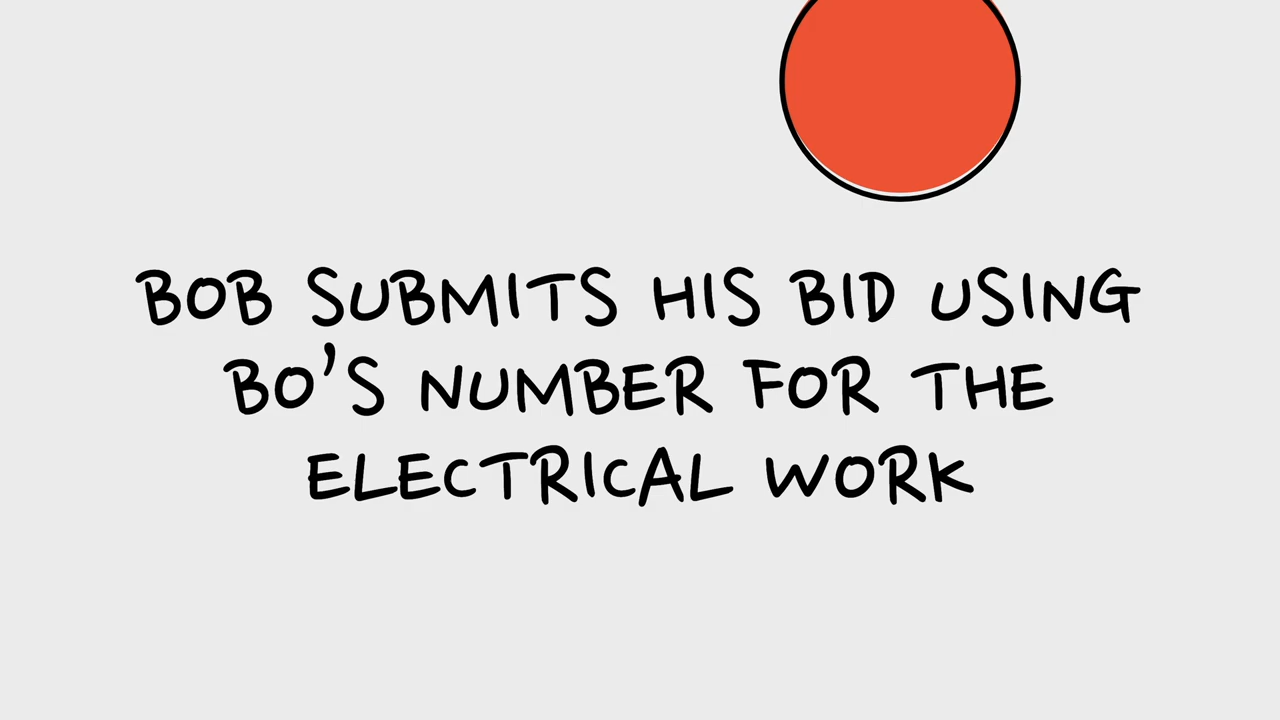 BOB SUBMITS HIS BID USING
BO'S NUMBER FOR THE
ELECTRICAL WORK